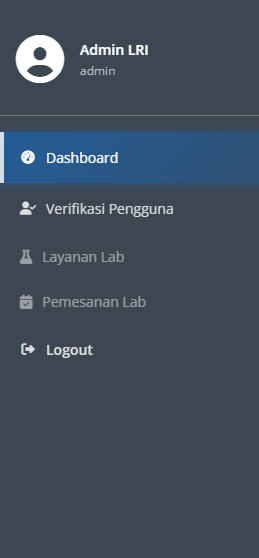 Admin LRI
admin
Dashboard
Verifikasi Pengguna
Layanan Lab
Pemesanan Lab
Logout